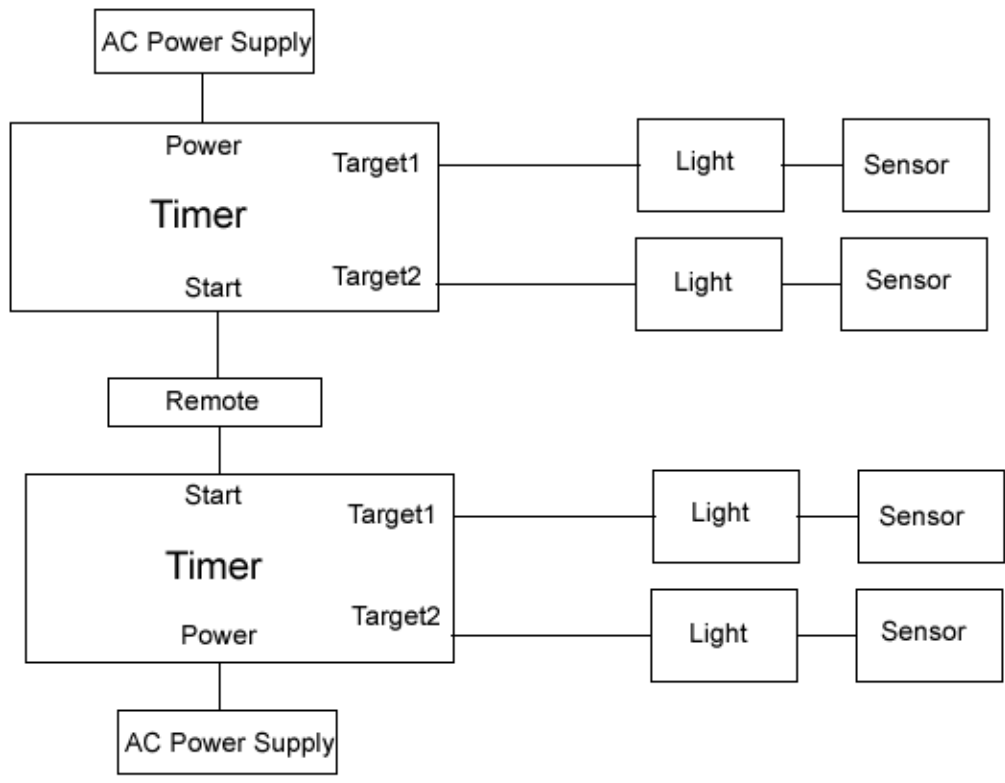 AC Power Supply
Power
Target1
Light
Sensor
Timer
Target2
Light
Sensor
Start
Remote
Start
Target1
Light
Sensor
Timer
Target2
Light
Sensor
Power
AC Power Supply